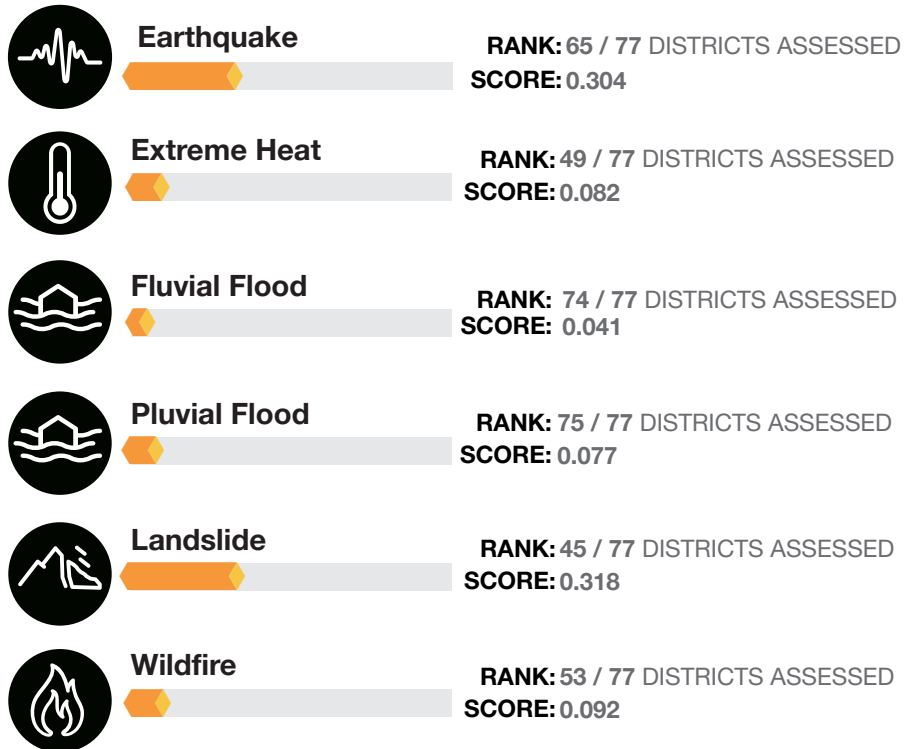 Earthquake
RANK: 65 / 77 DISTRICTS ASSESSED
SCORE: 0.304
Extreme Heat
RANK: 49 / 77 DISTRICTS ASSESSED
SCORE: 0.082
Fluvial Flood
RANK: 74 / 77 DISTRICTS ASSESSED
SCORE: 0.041
Pluvial Flood
RANK: 75 / 77 DISTRICTS ASSESSED
SCORE: 0.077
Landslide
RANK: 45 / 77 DISTRICTS ASSESSED
SCORE: 0.318
Wildfire
RANK: 53 / 77 DISTRICTS ASSESSED
SCORE: 0.092